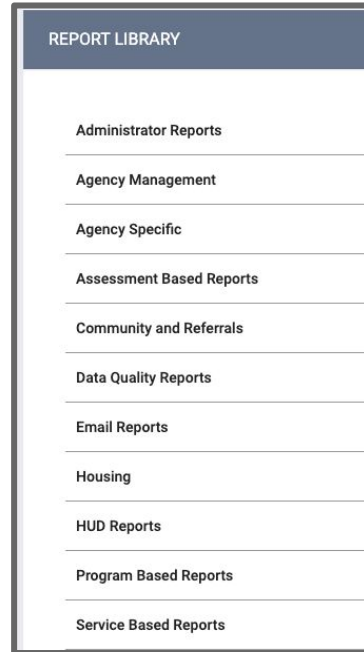 REPORT LIBRARY
Administrator Reports
Agency Management
Agency Specific
Assessment Based Reports
Community and Referrals
Data Quality Reports
Email Reports
Housing
HUD Reports
Program Based Reports
Service Based Reports